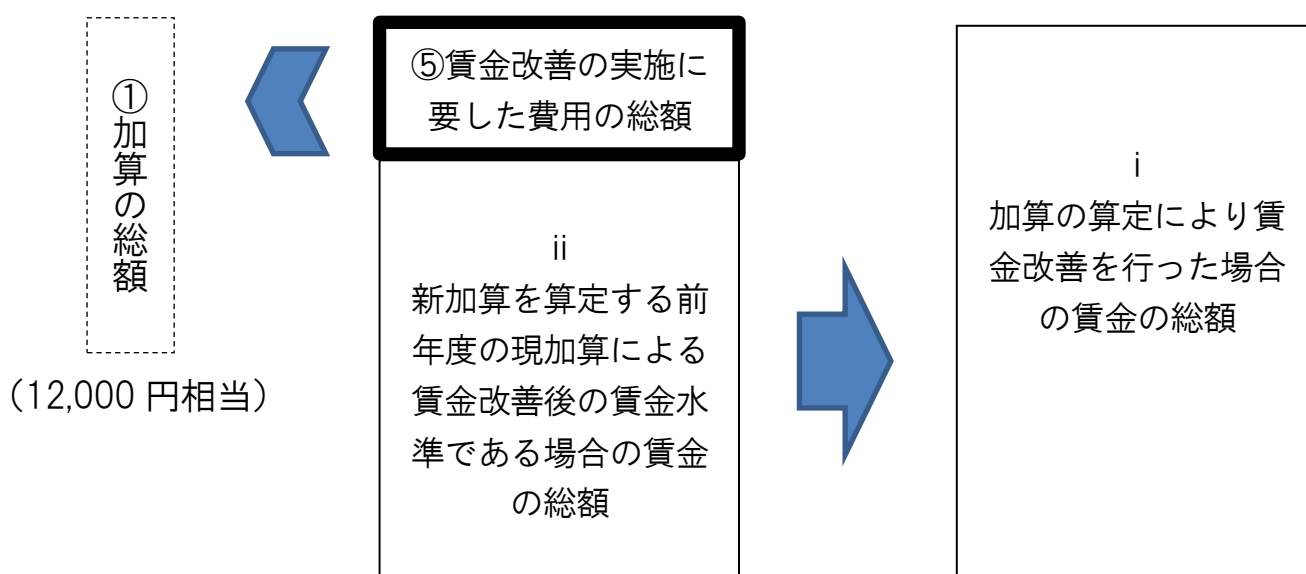 ①加算の総額
（12,000 円相当）
⑤賃金改善の実施に
要した費用の総額
ⅱ
新加算を算定する前
年度の現加算による
賃金改善後の賃金水
準である場合の賃金
の総額
ⅰ
加算の算定により賃
金改善を行った場合
の賃金の総額